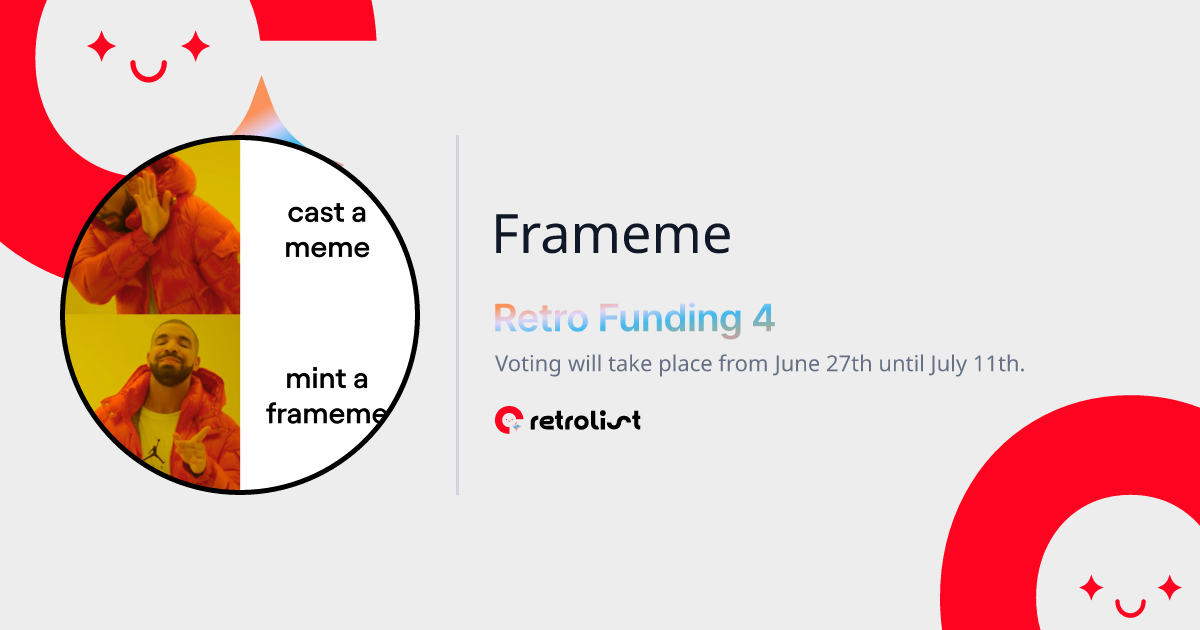 cast a
meme
mint a
frameme
Frameme
Retro Funding 4
Voting will take place from June 27th until July 11th.
retrolist